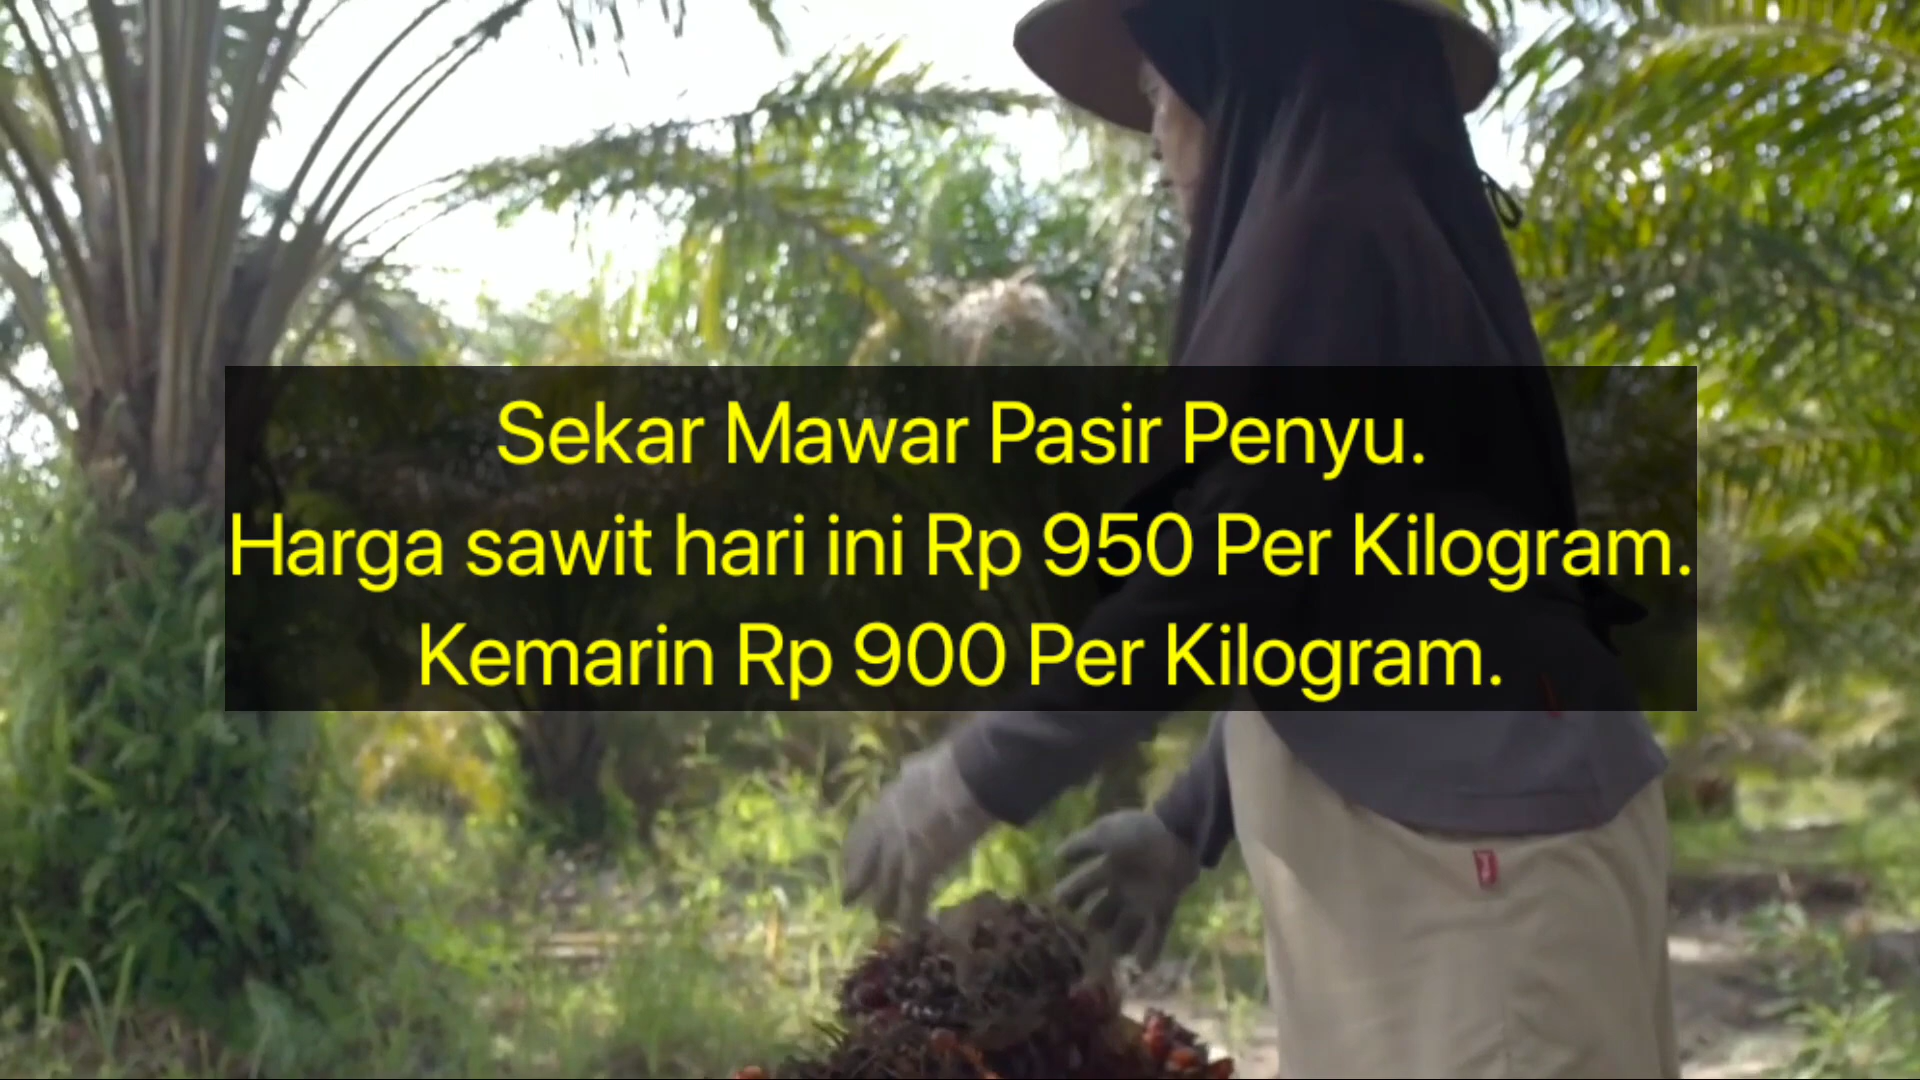 Sekar Mawar Pasir Penyu.
Harga sawit hari ini Rp 950 Per Kilogram.
Kemarin Rp 900 Per Kilogram.